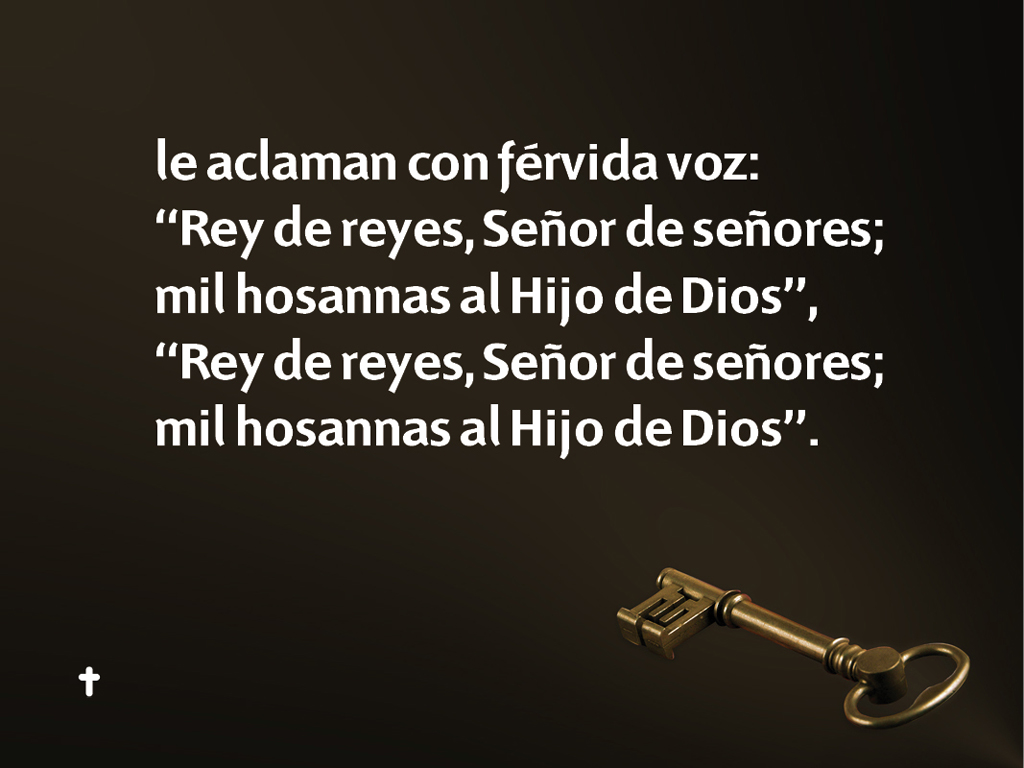 le aclaman con férvida voz:
“Rey de reyes, Señor de señores;
mil hosannas al Hijo de Dios”,
“Rey de reyes, Señor de señores;
mil hosannas al Hijo de Dios”.